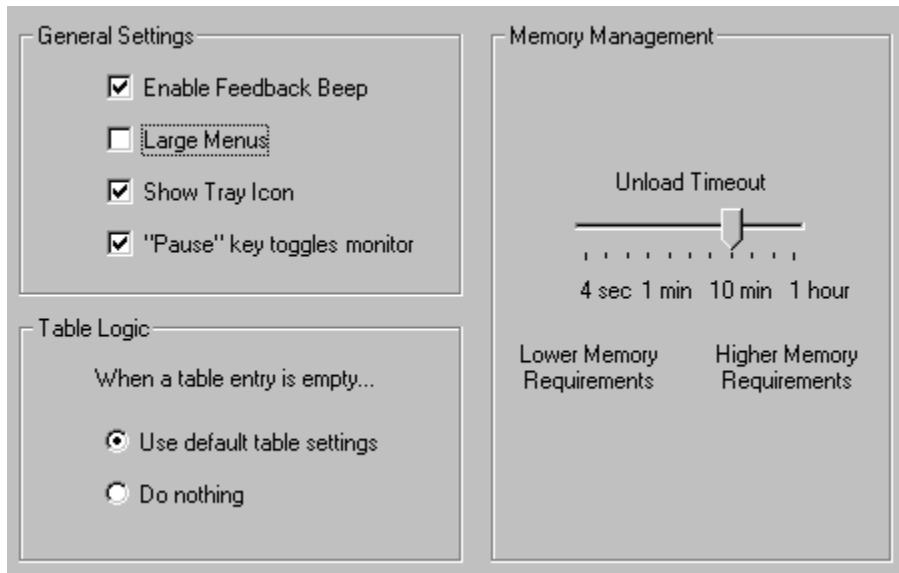 General Settings
Enable Feedback Beep
Large Menus
Show Tray Icon
"Pause" key toggles monitor
Table Logic
When a table entry is empty...
Use default table settings
Do nothing
Memory Management
Unload Timeout
4 sec 1 min 10 min 1 hour
Lower Memory
Requirements
Higher Memory
Requirements